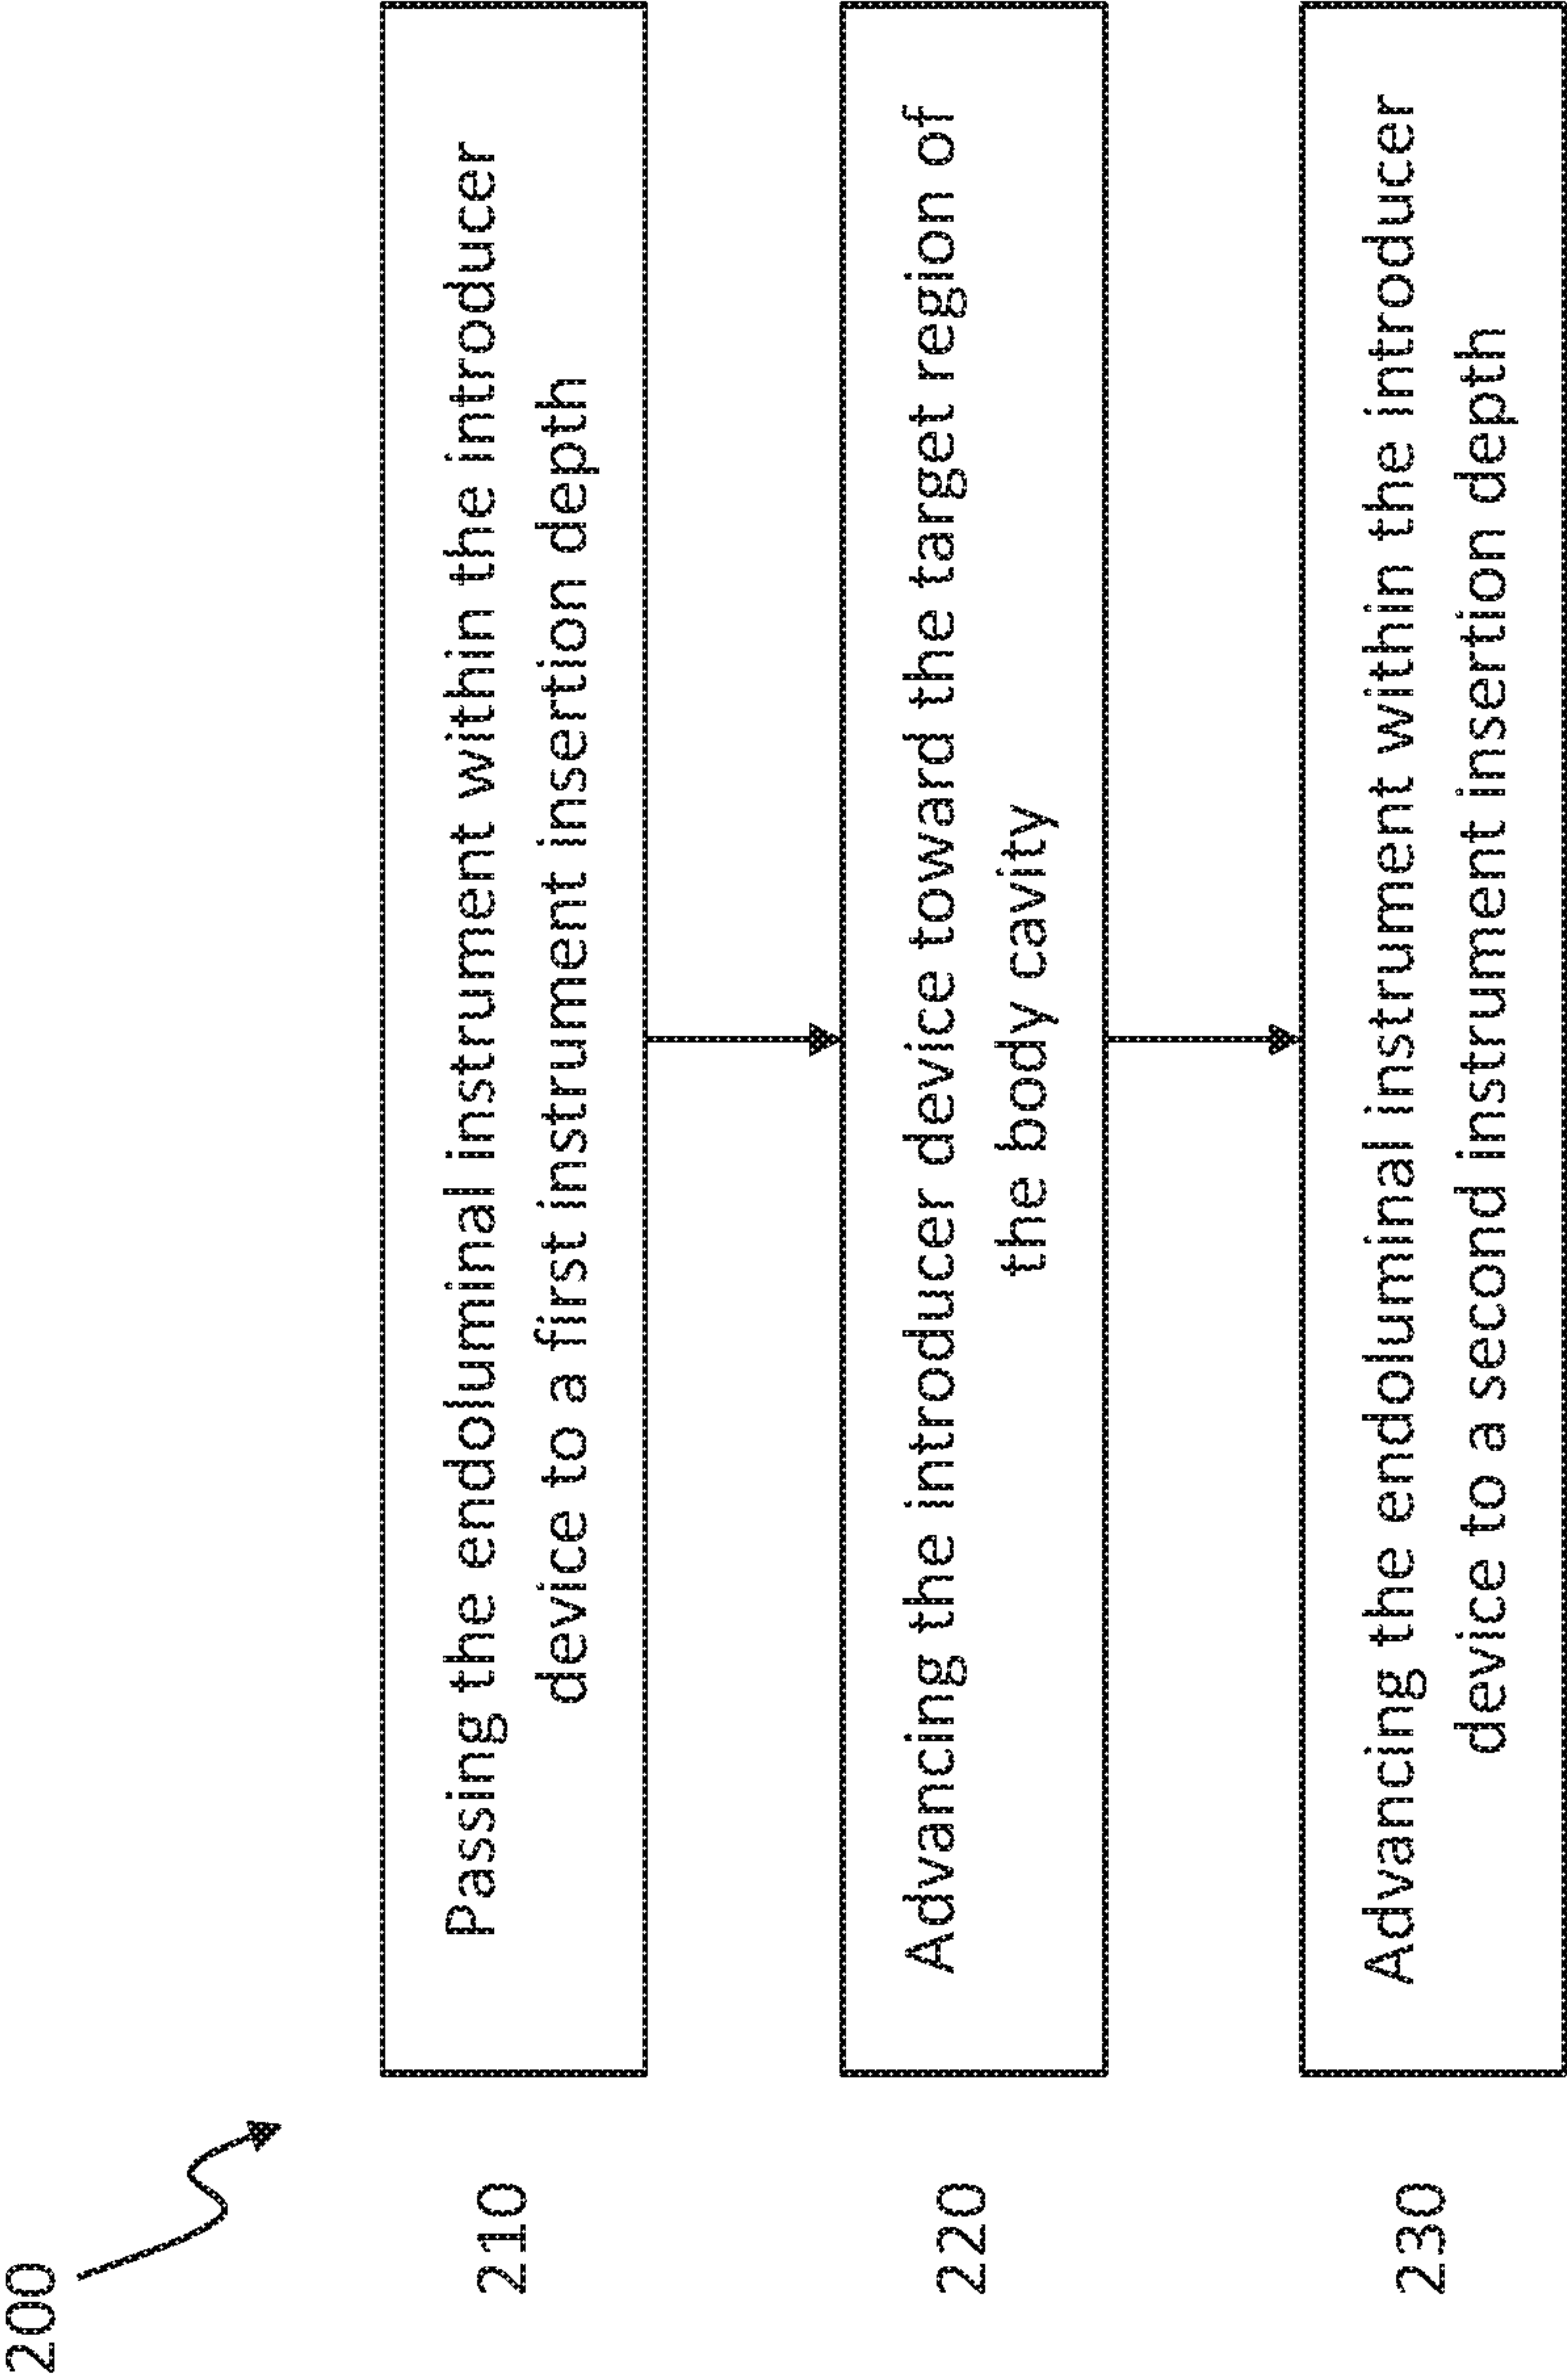 200
210
Passing the endoluminal instrument within the introducer
device to a first instrument insertion depth
220
Advancing the introducer device toward the target region of
the body cavity
230
Advancing the endoluminal instrument within the introducer
device to a second instrument insertion depth